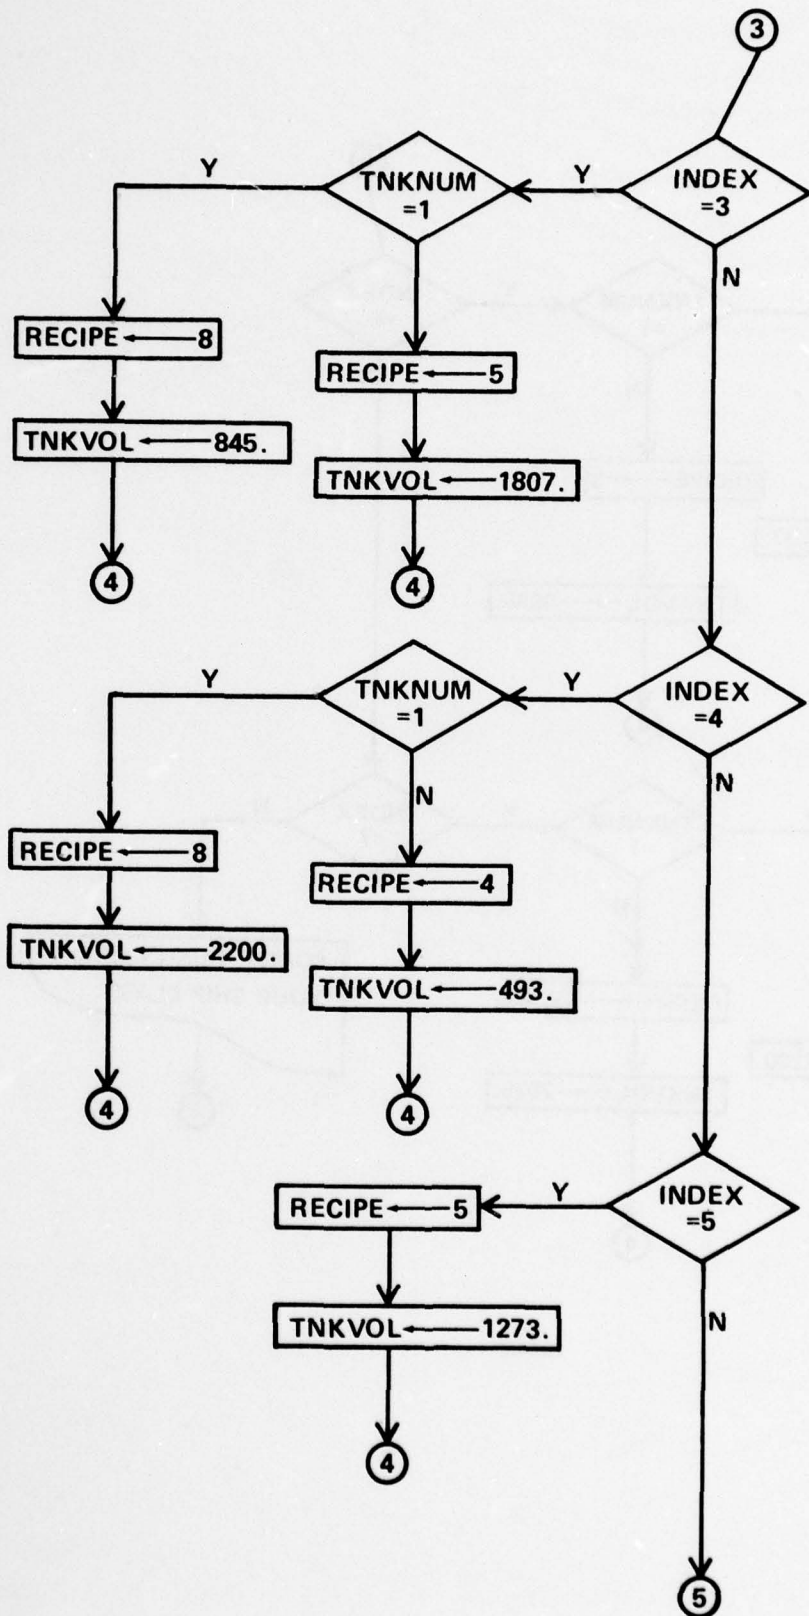 3
INDEX
=3
Y
TNKNUM
=1
Y
N
RECIPE ← 8
RECIPE ← 5
TNKVOL ← 845.
TNKVOL ← 1807.
4
4
INDEX
=4
Y
TNKNUM
=1
Y
N
N
RECIPE ← 8
RECIPE ← 4
TNKVOL ← 2200.
TNKVOL ← 493.
4
4
INDEX
=5
Y
RECIPE ← 5
N
TNKVOL ← 1273.
4
5